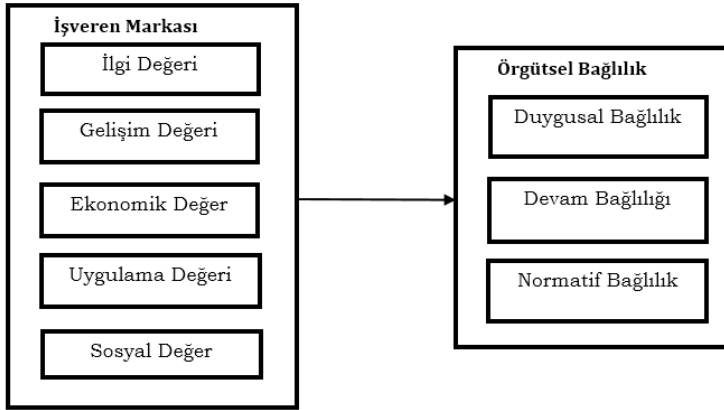 İşveren Markası
İlgi Değeri
Gelişim Değeri
Ekonomik Değer
Uygulama Değeri
Sosyal Değer
Örgütsel Bağlılık
Duygusal Bağlılık
Devam Bağlılığı
Normatif Bağlılık